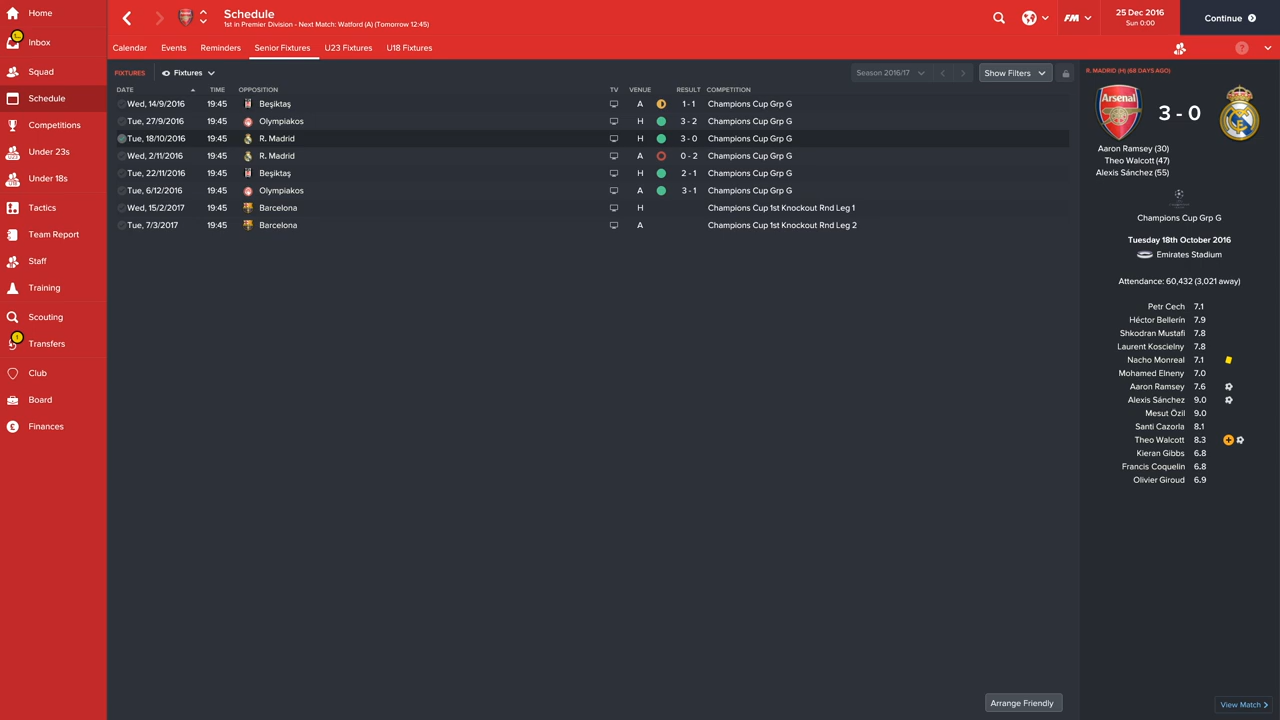 Home
Inbox
Squad
Schedule
Competitions
Under 23s
Under 18s
Tactics
Team Report
Staff
Training
Scouting
1
Transfers
Club
Board
Finances
Schedule
1st in Premier Division - Next Match: Watford (A) (Tomorrow 12:45)
FM
25 Dec 2016
Sun 0:00
Continue
Calendar Events Reminders Senior Fixtures U23 Fixtures U18 Fixtures
?
FIXTURES Fixtures Season 2016/17 Show Filters
DATE TIME OPPOSITION TV VENUE RESULT COMPETITION
Wed, 14/9/2016 19:45 Beşiktaş A 1 - 1 Champions Cup Grp G
Tue, 27/9/2016 19:45 Olympiakos H 3 - 2 Champions Cup Grp G
Tue, 18/10/2016 19:45 R. Madrid H 3 - 0 Champions Cup Grp G
Wed, 2/11/2016 19:45 R. Madrid A 0 - 2 Champions Cup Grp G
Tue, 22/11/2016 19:45 Beşiktaş H 2 - 1 Champions Cup Grp G
Tue, 6/12/2016 19:45 Olympiakos A 3 - 1 Champions Cup Grp G
Wed, 15/2/2017 19:45 Barcelona H Champions Cup 1st Knockout Rnd Leg 1
Tue, 7/3/2017 19:45 Barcelona A Champions Cup 1st Knockout Rnd Leg 2
Arrange Friendly
R. MADRID (H) (68 DAYS AGO)
Arsenal
3 - 0
Aaron Ramsey (30)
Theo Walcott (47)
Alexis Sánchez (55)
Champions Cup Grp G
Tuesday 18th October 2016
Emirates Stadium
Attendance: 60,432 (3,021 away)
Petr Cech 7.1
Héctor Bellerín 7.9
Shkodran Mustafi 7.8
Laurent Koscielny 7.8
Nacho Monreal 7.1
Mohamed Elneny 7.0
Aaron Ramsey 7.6
Alexis Sánchez 9.0
Mesut Özil 9.0
Santi Cazorla 8.1
Theo Walcott 8.3
Kieran Gibbs 6.8
Francis Coquelin 6.8
Olivier Giroud 6.9
View Match